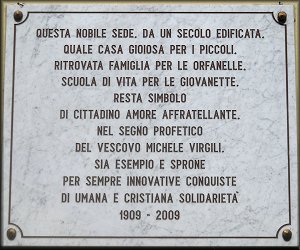 QUESTA NOBILE SEDE, DA UN SECOLO EDIFICATA,
QUALE CASA GIOIOSA PER I PICCOLI,
RITROVATA FAMIGLIA PER LE ORFANELLE,
SCUOLA DI VITA PER LE GIOVANETTE,
RESTA SIMBOLO
DI CITTADINO AMORE AFFRATELLANTE.
NEL SEGNO PROFETICO
DEL VESCOVO MICHELE VIRGILI,
SIA ESEMPIO E SPRONE
PER SEMPRE INNOVATIVE CONQUISTE
DI UMANA E CRISTIANA SOLIDARIETA'
1909 - 2009